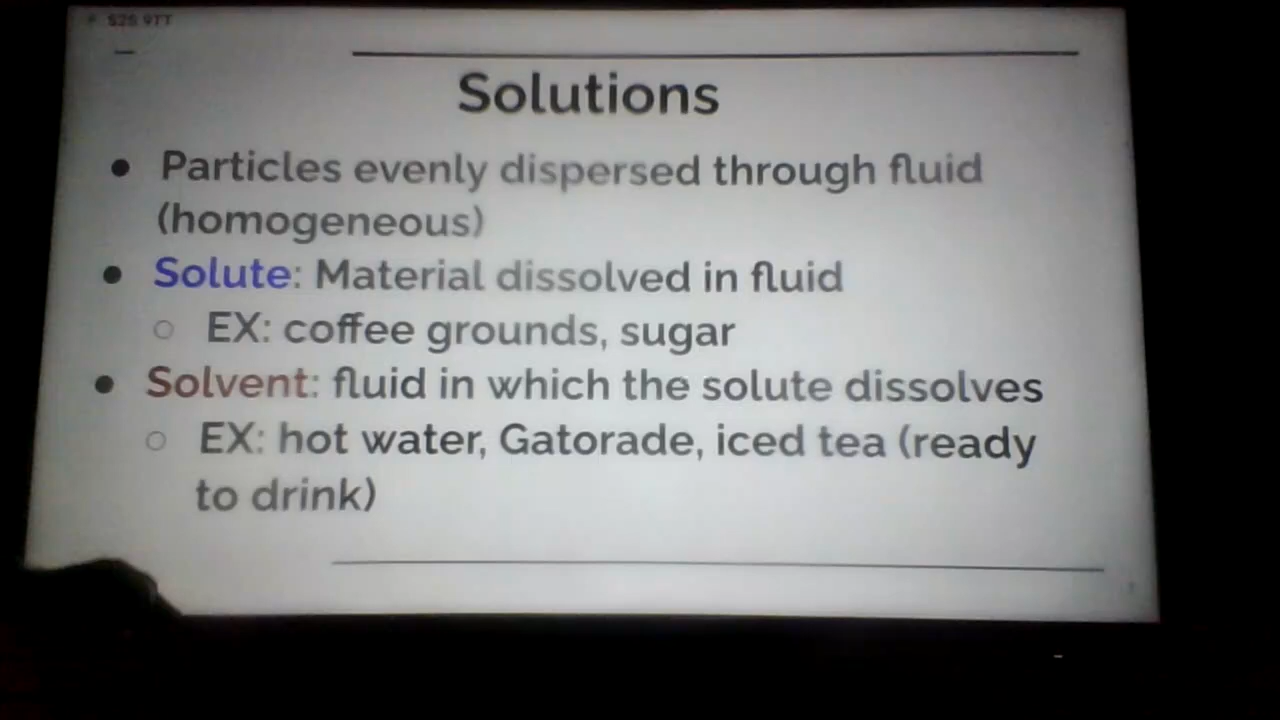 Solutions
● Particles evenly dispersed through fluid
(homogeneous)
● Solute: Material dissolved in fluid
○ EX: coffee grounds, sugar
● Solvent: fluid in which the solute dissolves
○ EX: hot water, Gatorade, iced tea (ready
to drink)